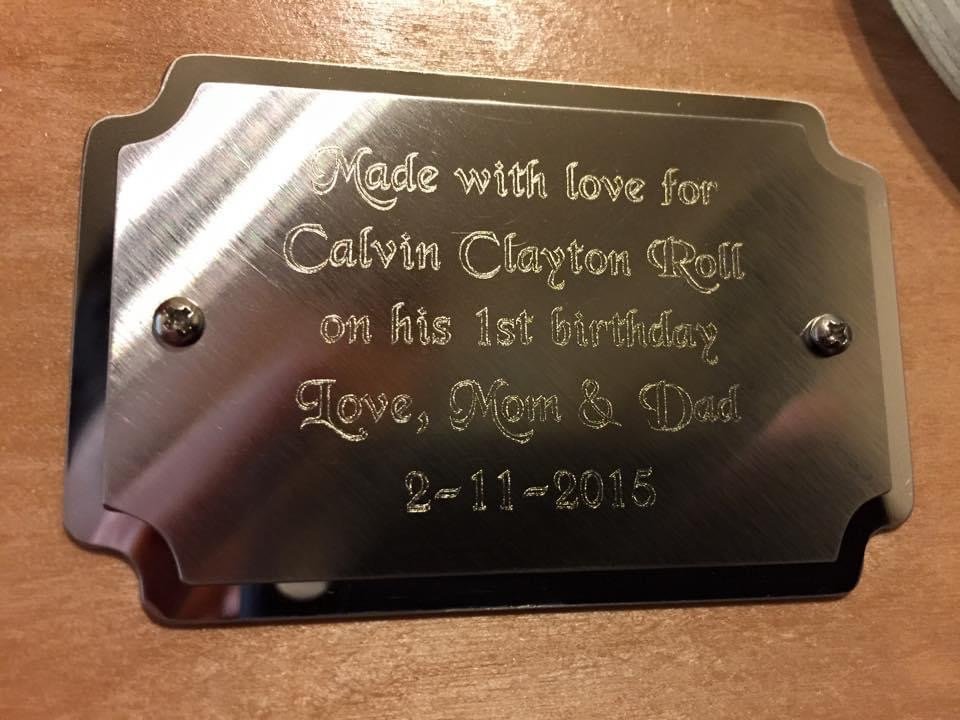 Made with love for
Calvin Clayton Roll
on his 1st birthday
Love, Mom & Dad
2~11~2015